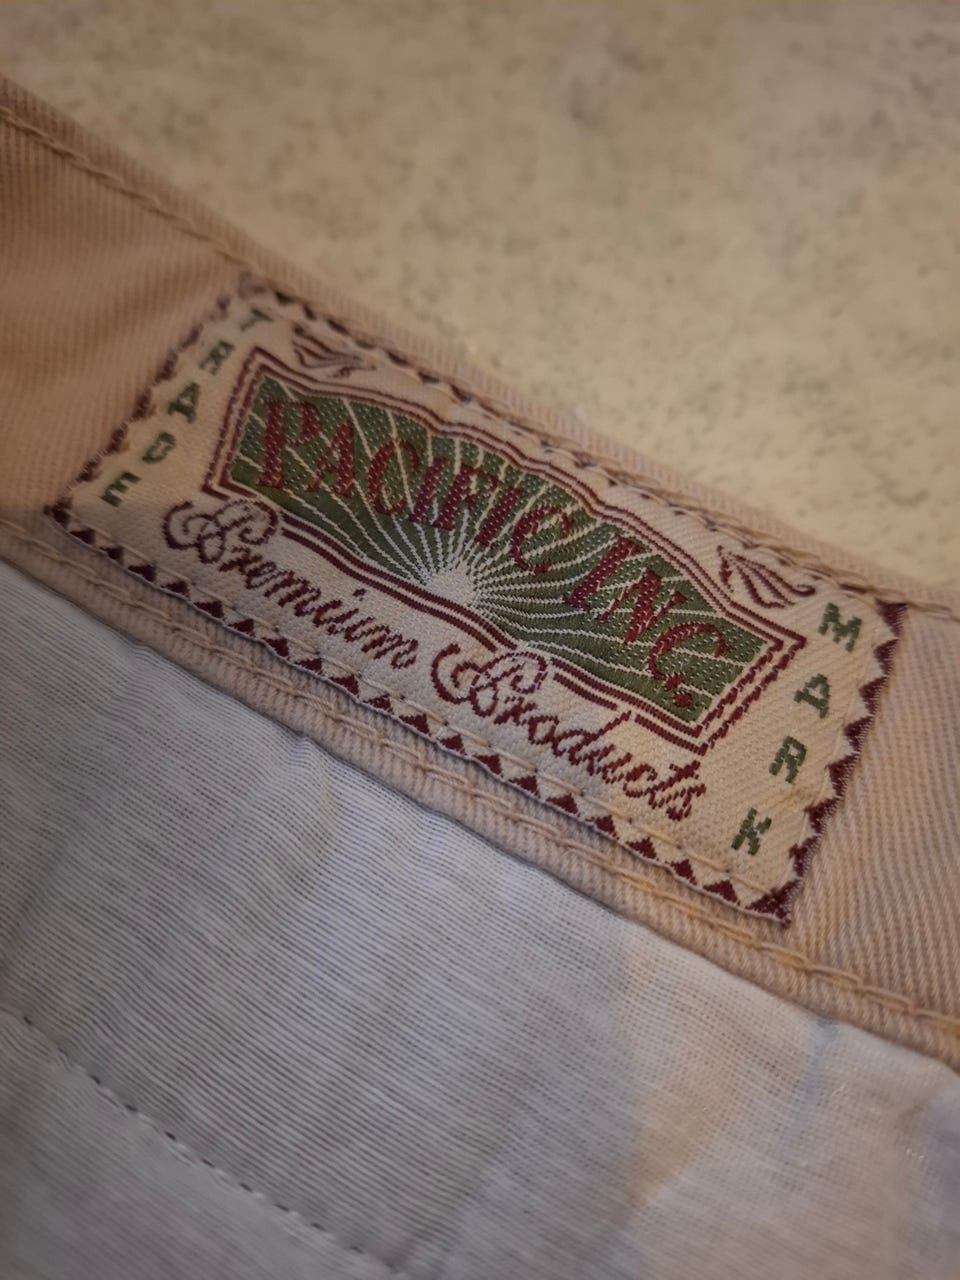 TRADE
PACIFIC INC.
Premium Products
MARK